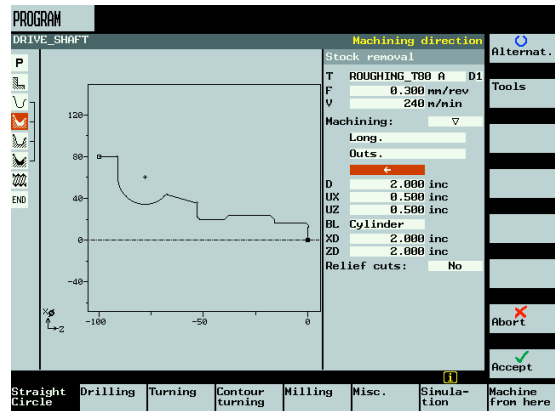 PROGRAM
DRIVE_SHAFT
Machining direction
Alternat.
P
Stock removal
T ROUGHING_T80 A D1
F 0.300 mm/rev
V 240 m/min
Tools
Machining: ▽
Long.
Outs.
←
D 2.000 inc
UX 0.500 inc
UZ 0.500 inc
BL Cylinder
XD 2.000 inc
ZD 2.000 inc
Relief cuts: No
END
120
80
40
0
-40
-100 -50 0
X⌀
Z
Abort
Accept
i
Straight Circle
Drilling
Turning
Contour turning
Milling
Misc.
Simula-tion
Machine from here